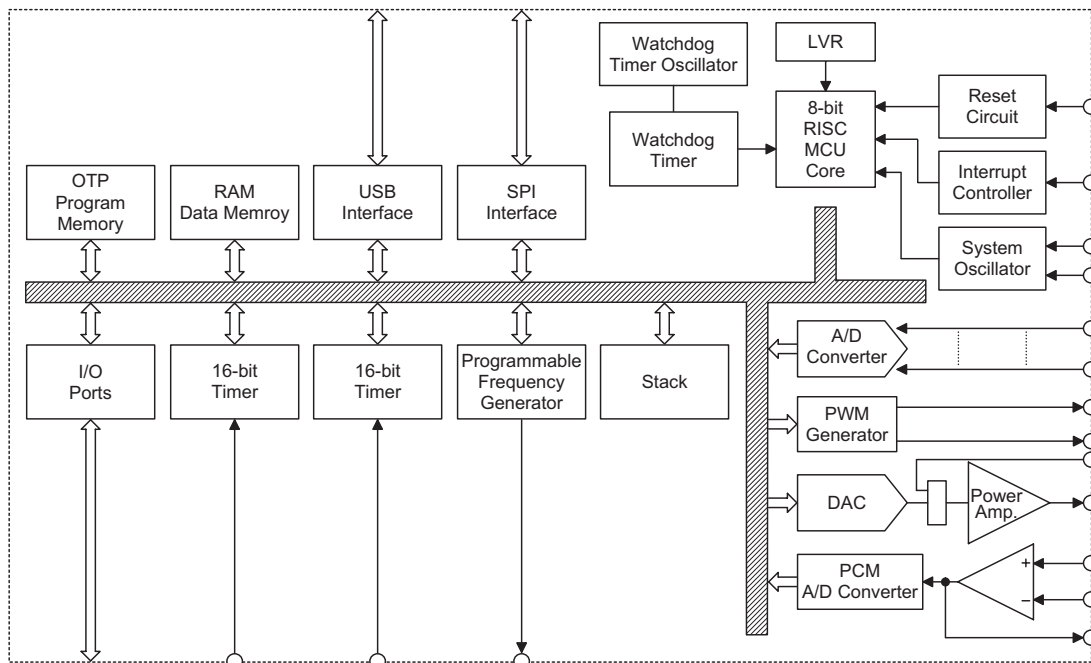 Watchdog
Timer Oscillator
LVR
8-bit
RISC
MCU
Core
Reset
Circuit
Watchdog
Timer
Interrupt
Controller
OTP
Program
Memory
RAM
Data Memroy
USB
Interface
SPI
Interface
System
Oscillator
A/D
Converter
I/O
Ports
16-bit
Timer
16-bit
Timer
Programmable
Frequency
Generator
Stack
PWM
Generator
DAC
Power
Amp.
PCM
A/D Converter
+
−